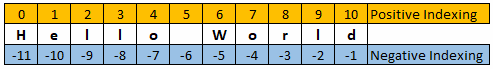 0 1 2 3 4 5 6 7 8 9 10 Positive Indexing
H e l l o W o r l d
-11 -10 -9 -8 -7 -6 -5 -4 -3 -2 -1 Negative Indexing